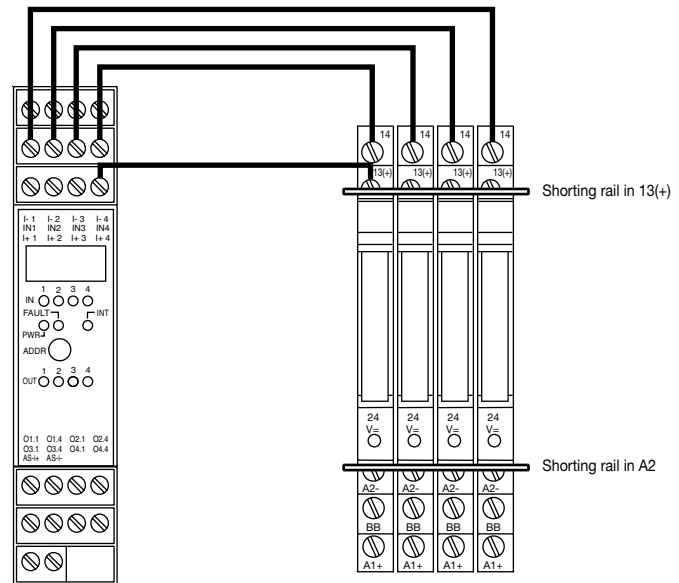 14 14 14 14
13(+) 13(+) 13(+) 13(+)
Shorting rail in 13(+)
I- 1 I- 2 I- 3 I- 4
IN1 IN2 IN3 IN4
I+ 1 I+ 2 I+ 3 I+ 4
1 2 3 4
IN
FAULT INT
PWR
ADDR
1 2 3 4
OUT
24 24 24 24
V= V= V= V=
O1.1 O1.4 O2.1 O2.4
O3.1 O3.4 O4.1 O4.4
AS-i+ AS-i-
Shorting rail in A2
A2- A2- A2- A2-
BB BB BB BB
A1+ A1+ A1+ A1+